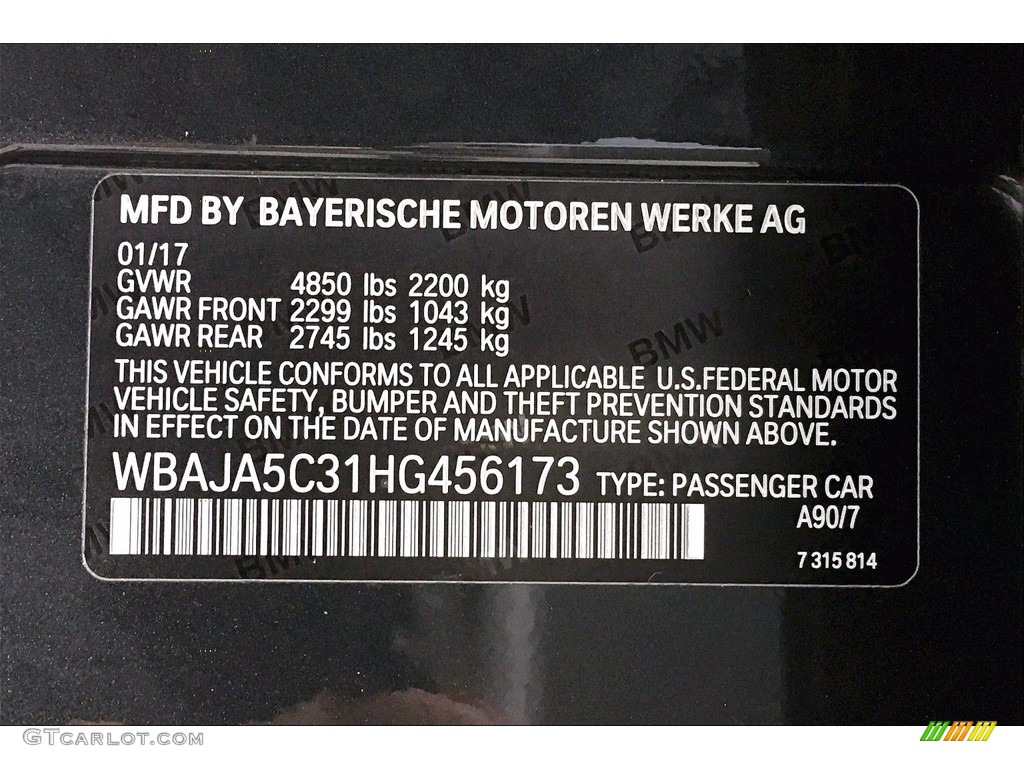 MFD BY BAYERISCHE MOTOREN WERKE AG
01/17
GVWR 4850 lbs 2200 kg
GAWR FRONT 2299 lbs 1043 kg
GAWR REAR 2745 lbs 1245 kg
THIS VEHICLE CONFORMS TO ALL APPLICABLE U.S.FEDERAL MOTOR
VEHICLE SAFETY, BUMPER AND THEFT PREVENTION STANDARDS
IN EFFECT ON THE DATE OF MANUFACTURE SHOWN ABOVE.
WBAJA5C31HG456173 TYPE: PASSENGER CAR
A90/7
7 315 814
BMW
GTCARLOT.COM